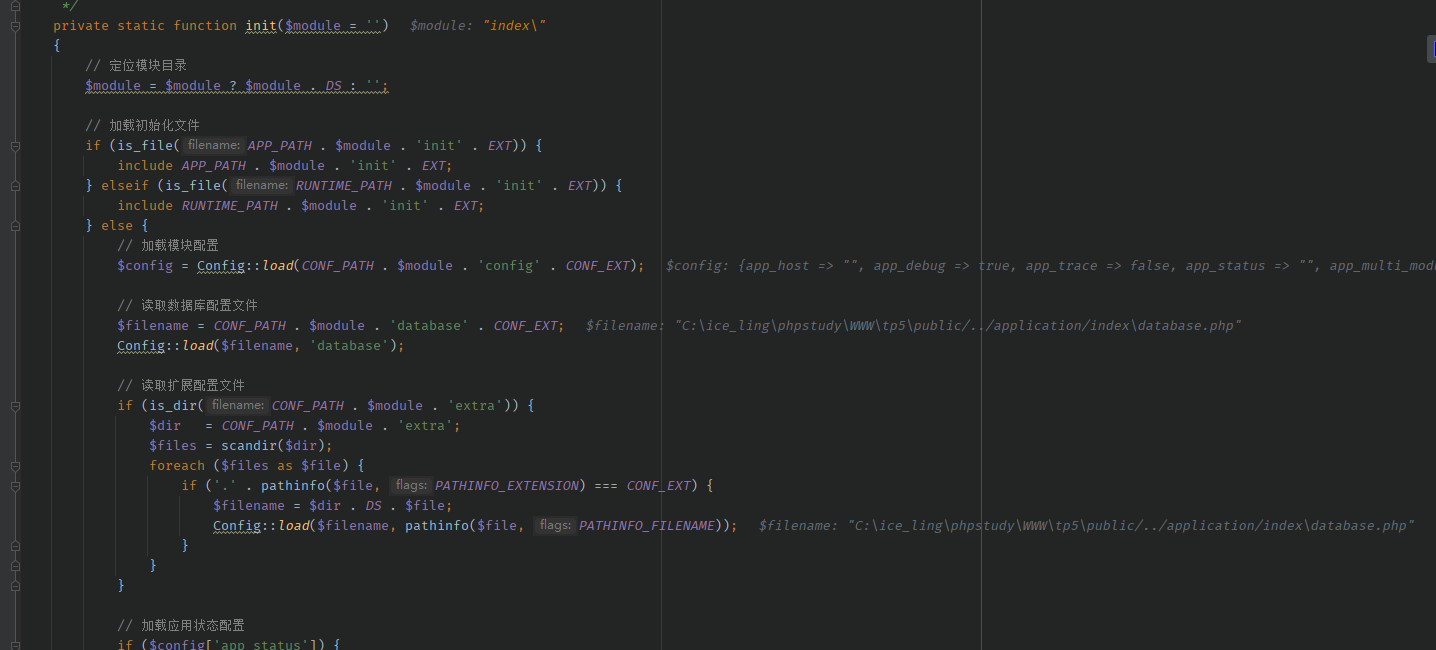 */
private static function init($module = '') $module: "index\"
{
// 定位模块目录
$module = $module ? $module . DS : '';
// 加载初始化文件
if (is_file( filename: APP_PATH . $module . 'init' . EXT)) {
include APP_PATH . $module . 'init' . EXT;
} elseif (is_file( filename: RUNTIME_PATH . $module . 'init' . EXT)) {
include RUNTIME_PATH . $module . 'init' . EXT;
} else {
// 加载模块配置
$config = Config::load(CONF_PATH . $module . 'config' . CONF_EXT); $config: {app_host => "", app_debug => true, app_trace => false, app_status => "", app_multi_modu
// 读取数据库配置文件
$filename = CONF_PATH . $module . 'database' . CONF_EXT; $filename: "C:\ice_ling\phpstudy\WWW\tp5\public/../application/index\database.php"
Config::load($filename, 'database');
// 读取扩展配置文件
if (is_dir( filename: CONF_PATH . $module . 'extra')) {
$dir = CONF_PATH . $module . 'extra';
$files = scandir($dir);
foreach ($files as $file) {
if ('.' . pathinfo($file, flags: PATHINFO_EXTENSION) === CONF_EXT) {
$filename = $dir . DS . $file;
Config::load($filename, pathinfo($file, flags: PATHINFO_FILENAME)); $filename: "C:\ice_ling\phpstudy\WWW\tp5\public/../application/index\database.php"
}
}
}
// 加载应用状态配置
if ($config['app_status']) {